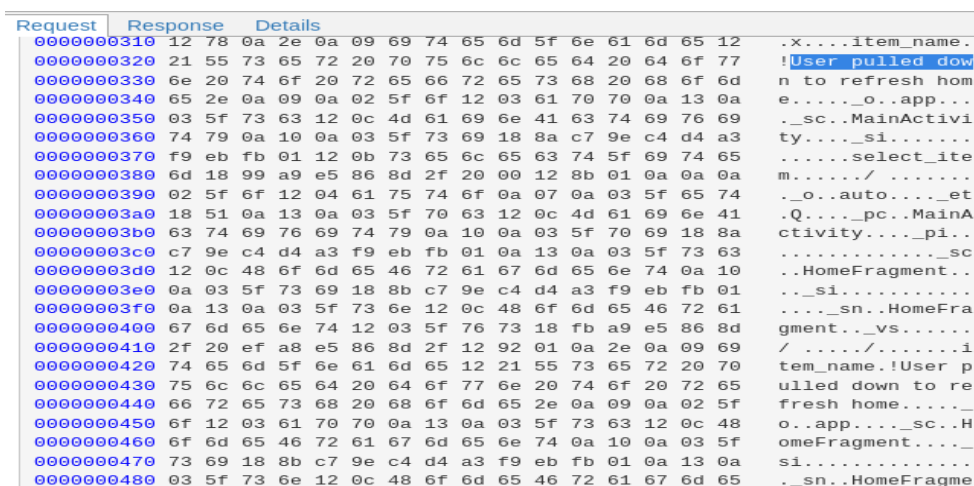 Request Response Details
0000000310 12 78 0a 2e 0a 09 69 74 65 6d 5f 6e 61 6d 65 12 .x....item_name.
0000000320 21 55 73 65 72 20 70 75 6c 6c 65 64 20 64 6f 77 !User pulled dow
0000000330 6e 20 74 6f 20 72 65 66 72 65 73 68 20 68 6f 6d n to refresh hom
0000000340 65 2e 0a 09 0a 02 5f 6f 12 03 61 70 70 0a 13 0a e....._o..app...
0000000350 03 5f 73 63 12 0c 4d 61 69 6e 41 63 74 69 76 69 ._sc..MainActivi
0000000360 74 79 0a 10 0a 03 5f 73 69 18 8a c7 9e c4 d4 a3 ty...._si.......
0000000370 f9 eb fb 01 12 0b 73 65 6c 65 63 74 5f 69 74 65 ......select_ite
0000000380 6d 18 99 a9 e5 86 8d 2f 20 00 12 8b 01 0a 0a 0a m....../ .......
0000000390 02 5f 6f 12 04 61 75 74 6f 0a 07 0a 03 5f 65 74 ._o..auto...._et
00000003a0 18 51 0a 13 0a 03 5f 70 63 12 0c 4d 61 69 6e 41 .Q...._pc..MainA
00000003b0 63 74 69 76 69 74 79 0a 10 0a 03 5f 70 69 18 8a ctivity...._pi..
00000003c0 c7 9e c4 d4 a3 f9 eb fb 01 0a 13 0a 03 5f 73 63 ............._sc
00000003d0 12 0c 48 6f 6d 65 46 72 61 67 6d 65 6e 74 0a 10 ..HomeFragment..
00000003e0 0a 03 5f 73 69 18 8b c7 9e c4 d4 a3 f9 eb fb 01 .._si...........
00000003f0 0a 13 0a 03 5f 73 6e 12 0c 48 6f 6d 65 46 72 61 ...._sn..HomeFra
0000000400 67 6d 65 6e 74 12 03 5f 76 73 18 fb a9 e5 86 8d gment.._vs......
0000000410 2f 20 ef a8 e5 86 8d 2f 12 92 01 0a 2e 0a 09 69 / ...../.......i
0000000420 74 65 6d 5f 6e 61 6d 65 12 21 55 73 65 72 20 70 tem_name.!User p
0000000430 75 6c 6c 65 64 20 64 6f 77 6e 20 74 6f 20 72 65 ulled down to re
0000000440 66 72 65 73 68 20 68 6f 6d 65 2e 0a 09 0a 02 5f fresh home....._
0000000450 6f 12 03 61 70 70 0a 13 0a 03 5f 73 63 12 0c 48 o..app...._sc..H
0000000460 6f 6d 65 46 72 61 67 6d 65 6e 74 0a 10 0a 03 5f omeFragment...._
0000000470 73 69 18 8b c7 9e c4 d4 a3 f9 eb fb 01 0a 13 0a si..............
0000000480 03 5f 73 6e 12 0c 48 6f 6d 65 46 72 61 67 6d 65 ._sn..HomeFragme